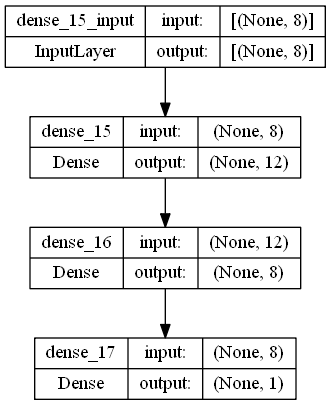 dense_15_input input: [(None, 8)]
InputLayer output: [(None, 8)]
dense_15 input: (None, 8)
Dense output: (None, 12)
dense_16 input: (None, 12)
Dense output: (None, 8)
dense_17 input: (None, 8)
Dense output: (None, 1)